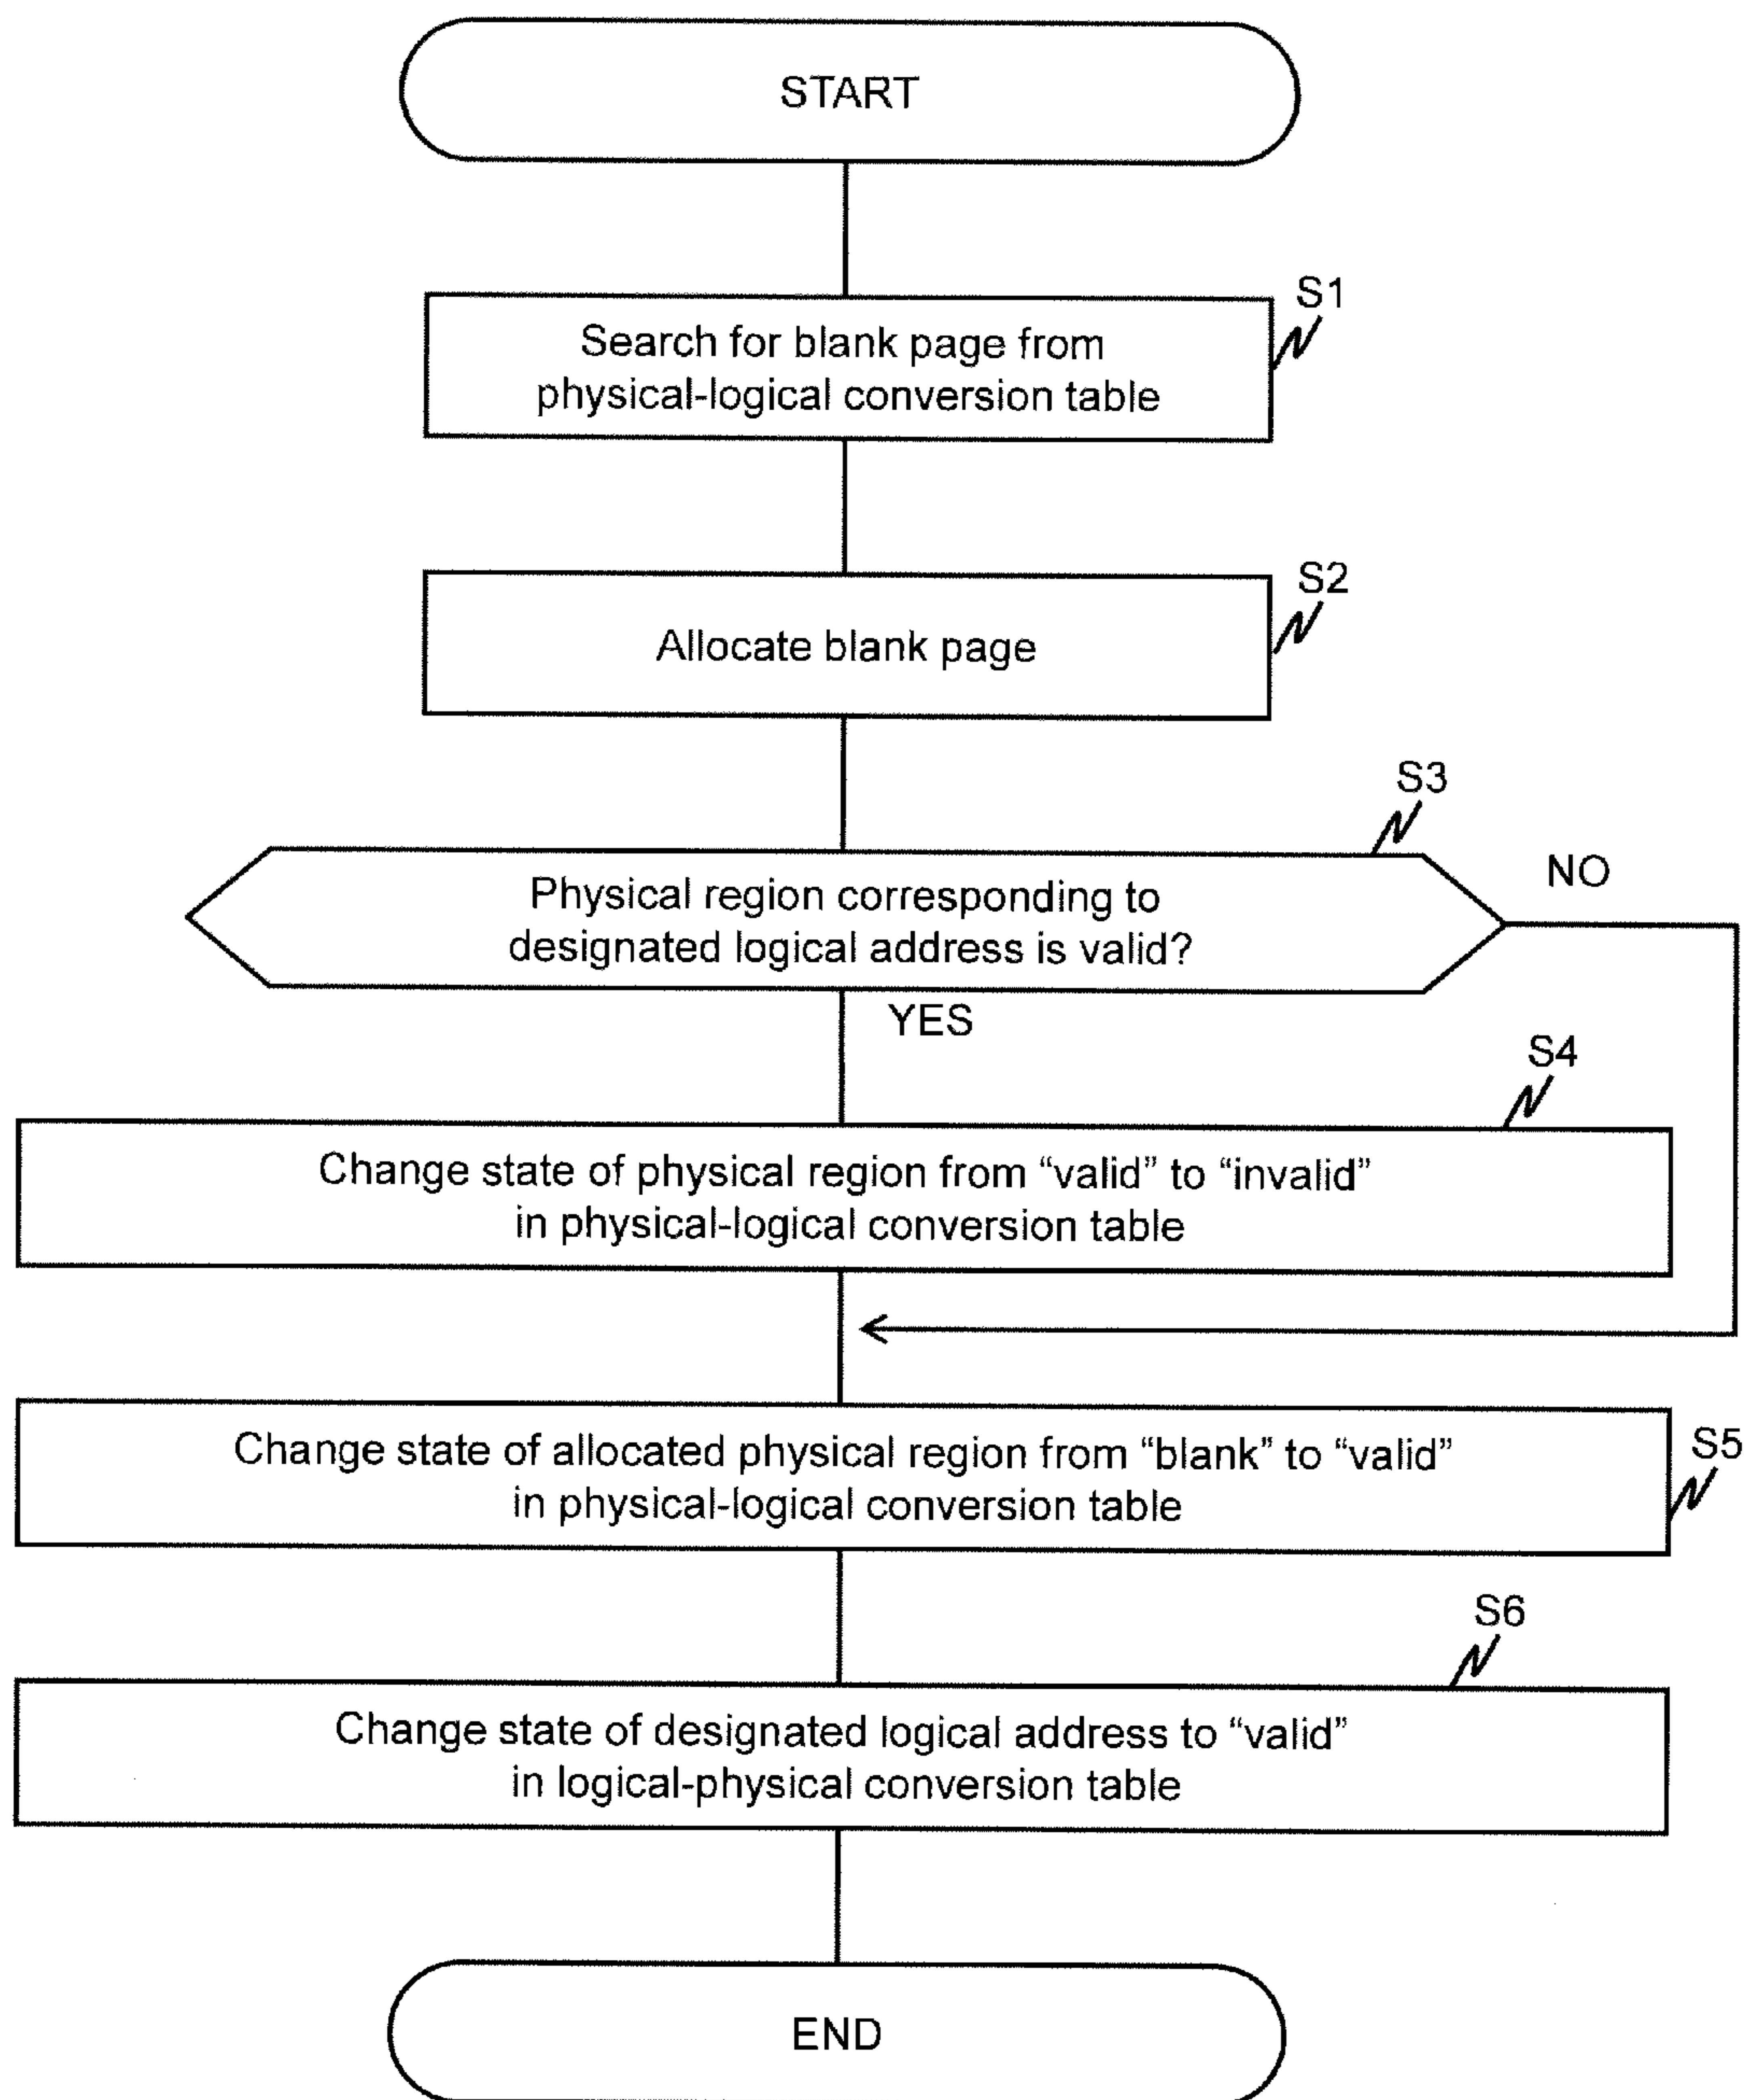 START
S1
Search for blank page from
physical-logical conversion table
S2
Allocate blank page
S3
NO
Physical region corresponding to
designated logical address is valid?
YES
S4
Change state of physical region from “valid” to “invalid”
in physical-logical conversion table
S5
Change state of allocated physical region from “blank” to “valid”
in physical-logical conversion table
S6
Change state of designated logical address to “valid”
in logical-physical conversion table
END